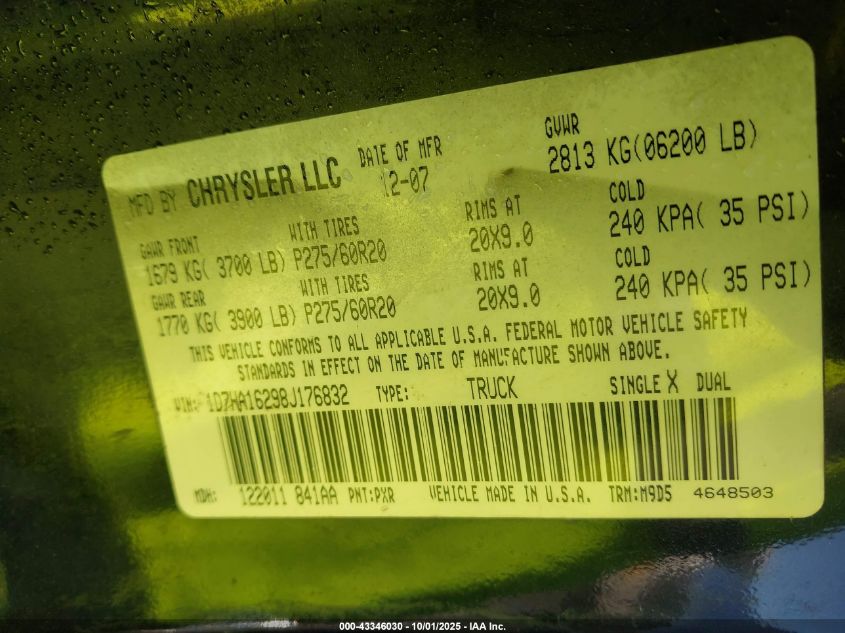 MFD BY CHRYSLER LLC DATE OF MFR 12-07 GVWR 2813 KG(06200 LB)
GAWR FRONT WITH TIRES RIMS AT COLD
1679 KG( 3700 LB) P275/60R20 20X9.0 240 KPA( 35 PSI)
GAWR REAR WITH TIRES RIMS AT COLD
1770 KG( 3900 LB) P275/60R20 20X9.0 240 KPA( 35 PSI)
THIS VEHICLE CONFORMS TO ALL APPLICABLE U.S.A. FEDERAL MOTOR VEHICLE SAFETY
STANDARDS IN EFFECT ON THE DATE OF MANUFACTURE SHOWN ABOVE.
VIN: 1D7HA16298J176832 TYPE: TRUCK SINGLE X DUAL
MDH: 122011 841AA PNT:PXR VEHICLE MADE IN U.S.A. TRM:M9D5 4648503
000-43346030 - 10/01/2025 - IAA Inc.